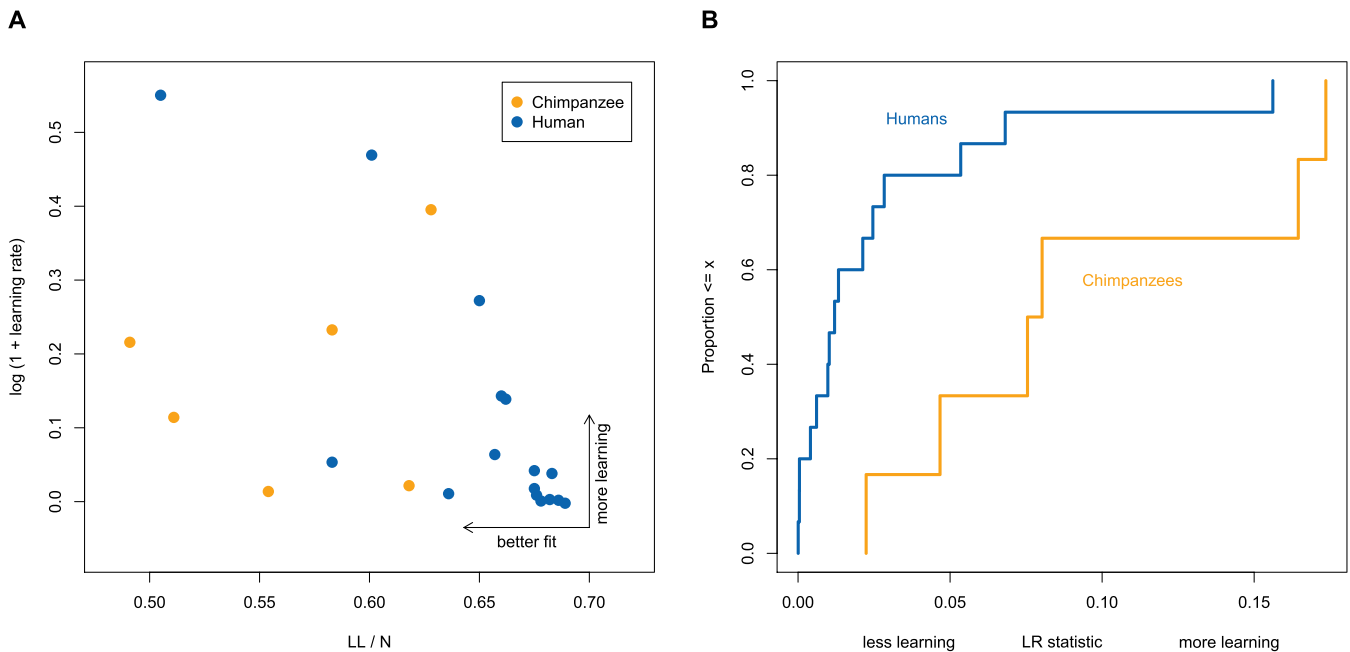 A
log (1 + learning rate)
0.5
0.4
0.3
0.2
0.1
0.0
Chimpanzee
Human
more learning
better fit
0.50 0.55 0.60 0.65 0.70
LL / N
B
Proportion <= x
1.0
0.8
0.6
0.4
0.2
0.0
Humans
Chimpanzees
0.00 0.05 0.10 0.15
less learning LR statistic more learning